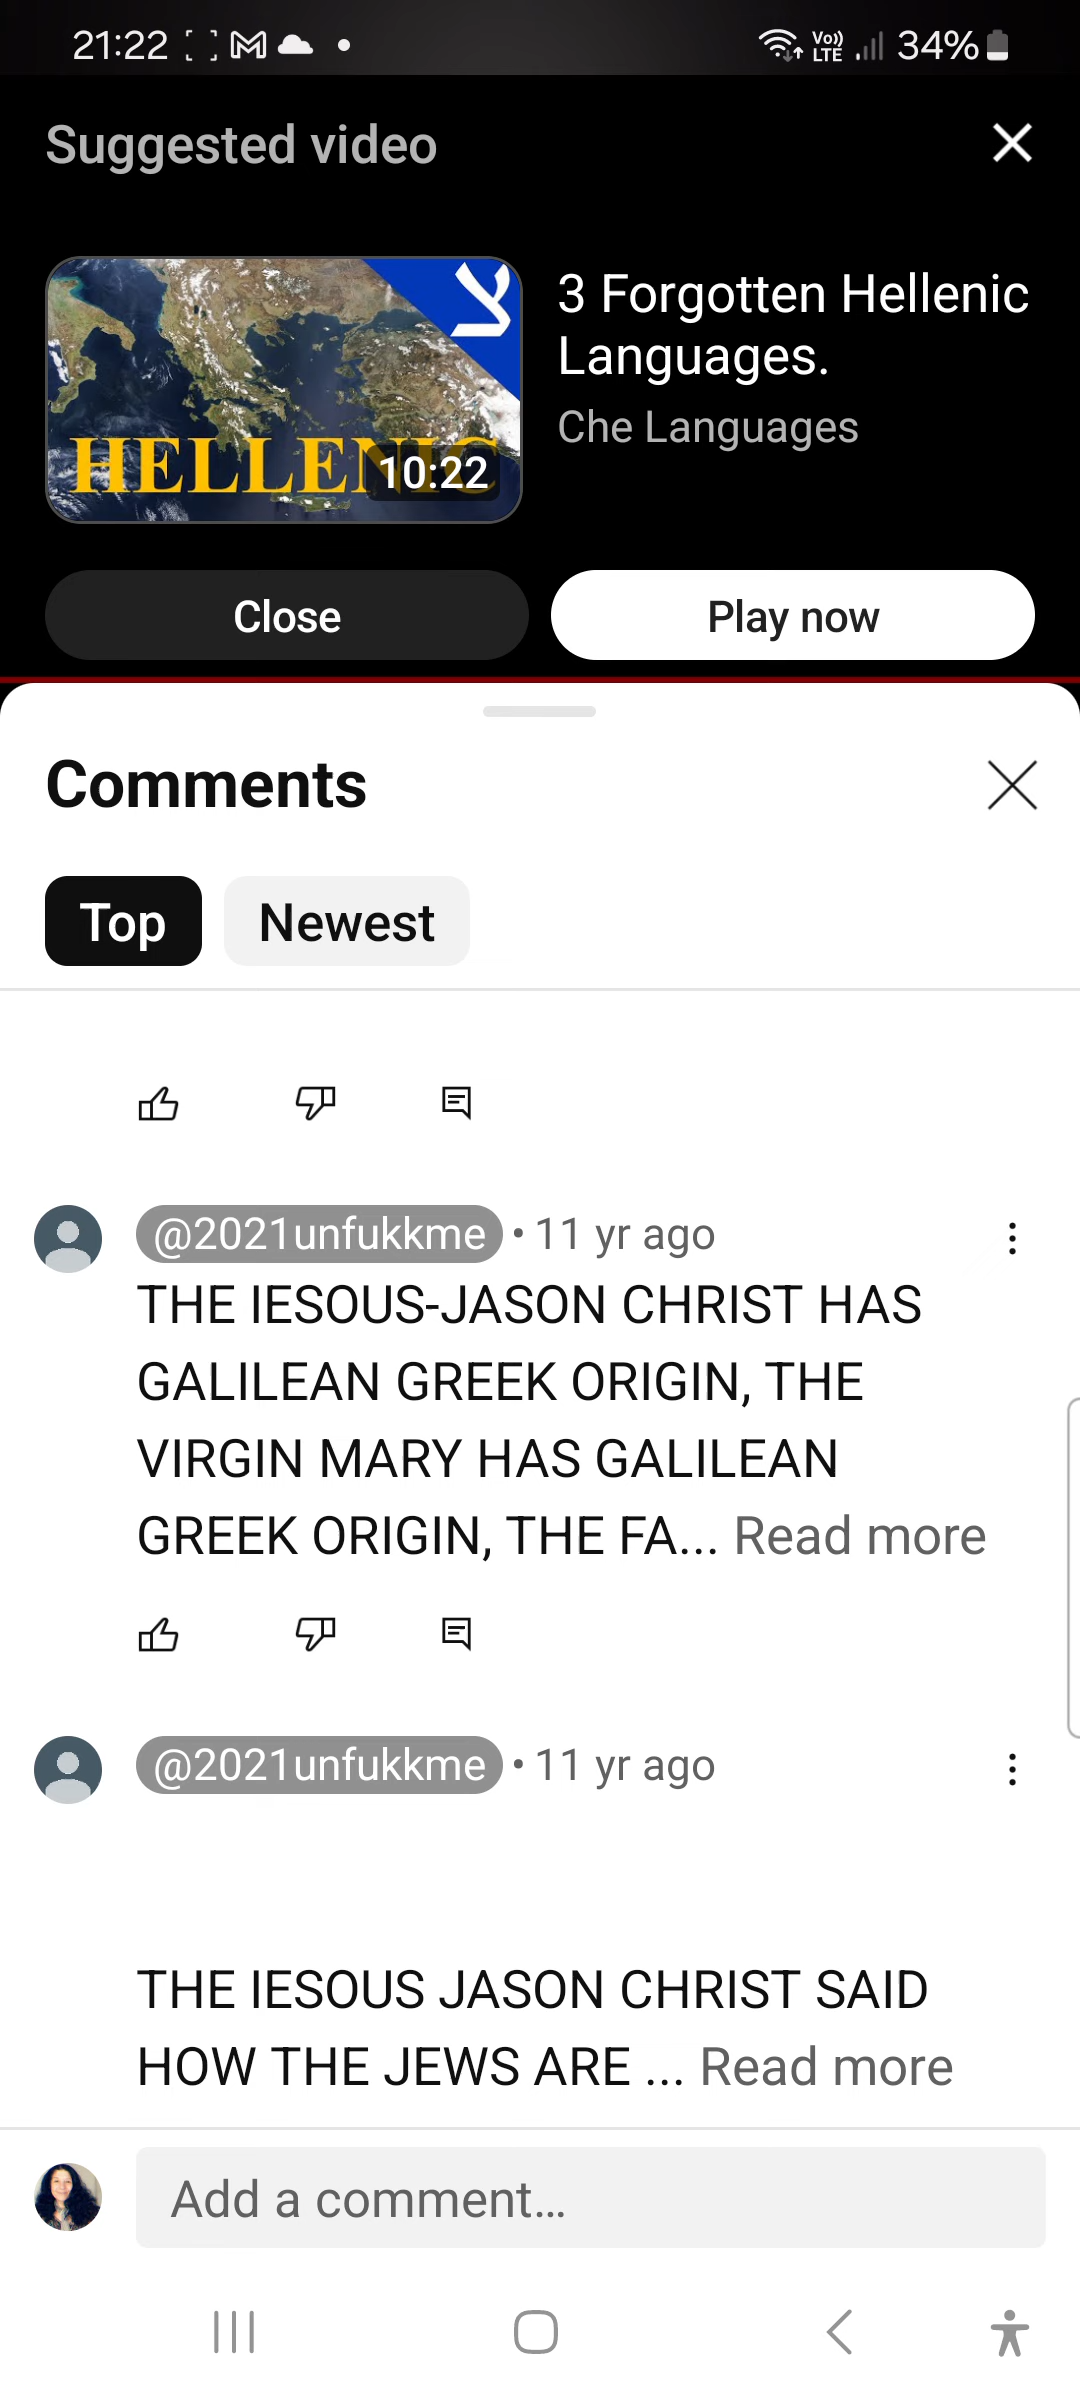 21:22
Vo))
LTE
34%
Suggested video
צ
HELLENIC
10:22
3 Forgotten Hellenic
Languages.
Che Languages
Close
Play now
Comments
Top
Newest
@2021unfukkme • 11 yr ago
THE IESOUS-JASON CHRIST HAS
GALILEAN GREEK ORIGIN, THE
VIRGIN MARY HAS GALILEAN
GREEK ORIGIN, THE FA... Read more
@2021unfukkme • 11 yr ago
THE IESOUS JASON CHRIST SAID
HOW THE JEWS ARE ... Read more
Add a comment...